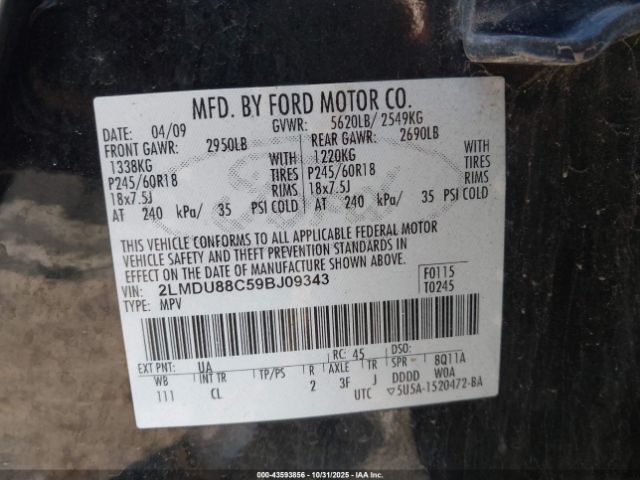 MFD. BY FORD MOTOR CO.
DATE: 04/09 GVWR: 5620LB/ 2549KG
FRONT GAWR: 2950LB REAR GAWR: 2690LB
1338KG WITH 1220KG WITH
P245/60R18 TIRES P245/60R18 TIRES
18x7.5J RIMS 18x7.5J RIMS
AT 240 kPa/ 35 PSI COLD AT 240 kPa/ 35 PSI COLD
THIS VEHICLE CONFORMS TO ALL APPLICABLE FEDERAL MOTOR
VEHICLE SAFETY AND THEFT PREVENTION STANDARDS IN
EFFECT ON THE DATE OF MANUFACTURE SHOWN ABOVE.
VIN: 2LMDU88C59BJ09343 F0115
TYPE: MPV T0245
EXT PNT: UA RC: 45 DSO:
WB INT TR TP/PS R AXLE TR SPR 8Q11A
111 CL 2 3F J DDDD W0A
UTC ▽5U5A-1520472-BA
Ford
000-43593856 - 10/31/2025 - IAA Inc.